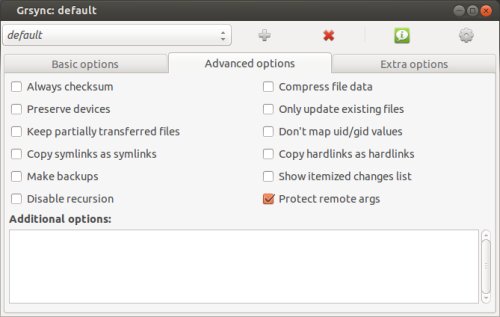 Grsync: default
default
Basic options
Advanced options
Extra options
Always checksum
Compress file data
Preserve devices
Only update existing files
Keep partially transferred files
Don't map uid/gid values
Copy symlinks as symlinks
Copy hardlinks as hardlinks
Make backups
Show itemized changes list
Disable recursion
Protect remote args
Additional options: